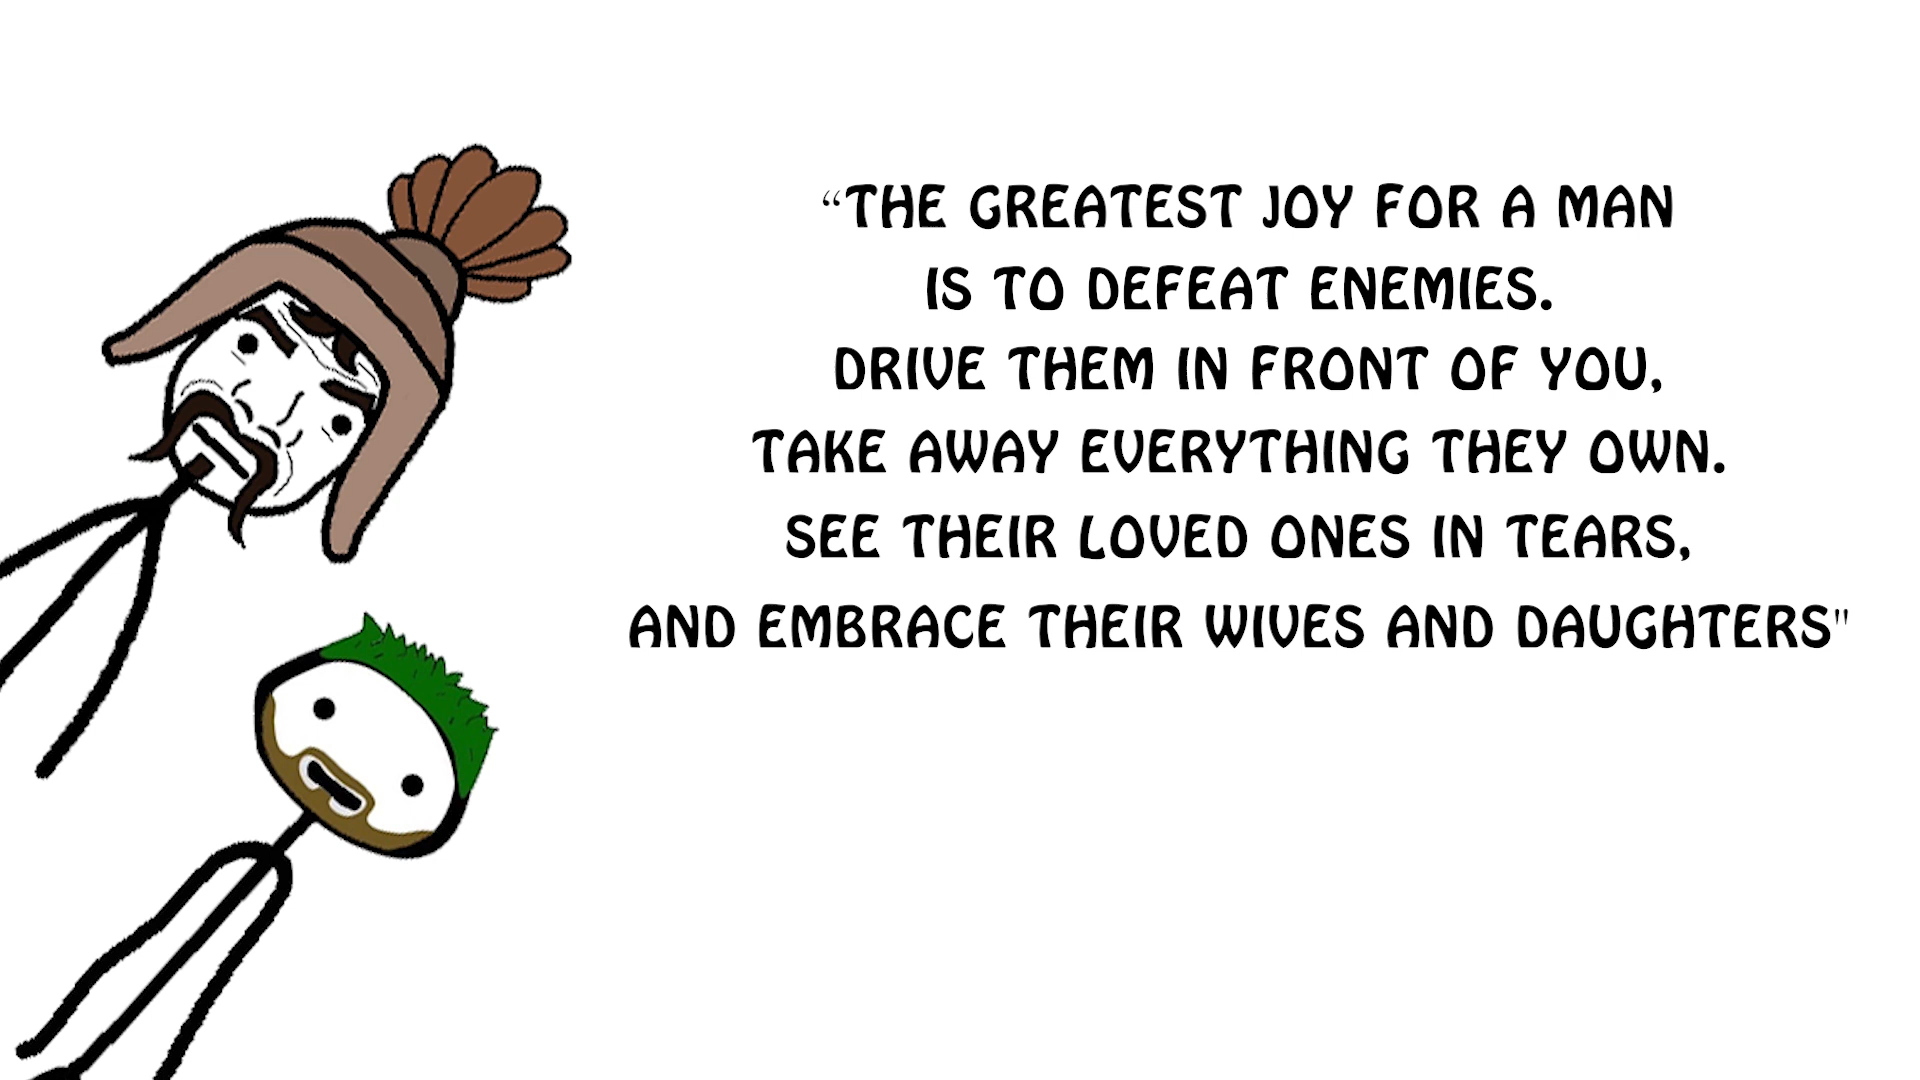 “THE GREATEST JOY FOR A MAN
IS TO DEFEAT ENEMIES.
DRIVE THEM IN FRONT OF YOU,
TAKE AWAY EVERYTHING THEY OWN.
SEE THEIR LOVED ONES IN TEARS,
AND EMBRACE THEIR WIVES AND DAUGHTERS"